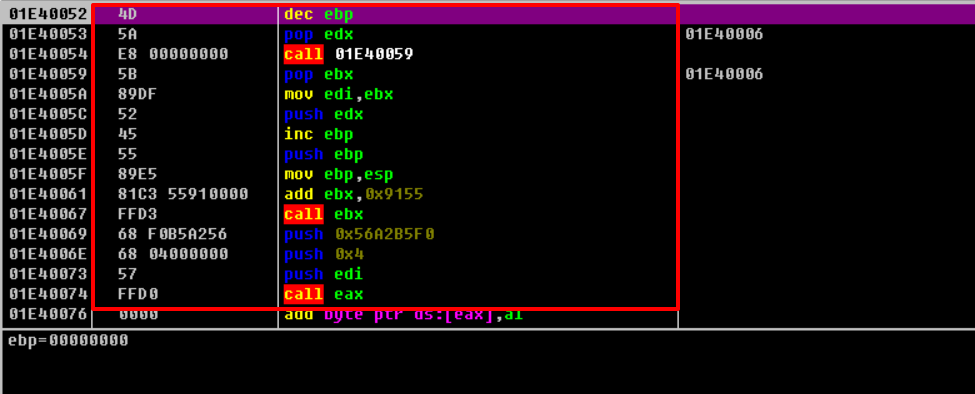 01E40052 4D dec ebp
01E40053 5A pop edx 01E40006
01E40054 E8 00000000 call 01E40059
01E40059 5B pop ebx 01E40006
01E4005A 89DF mov edi,ebx
01E4005C 52 push edx
01E4005D 45 inc ebp
01E4005E 55 push ebp
01E4005F 89E5 mov ebp,esp
01E40061 81C3 55910000 add ebx,0x9155
01E40067 FFD3 call ebx
01E40069 68 F0B5A256 push 0x56A2B5F0
01E4006E 68 04000000 push 0x4
01E40073 57 push edi
01E40074 FFD0 call eax
01E40076 0000 add byte ptr ds:[eax],al
ebp=00000000